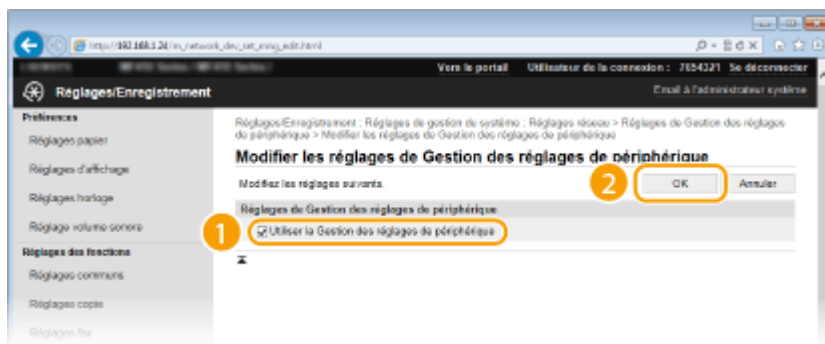 http://192.168.1.24/m_network_dev_set_mng_edit.html
Vers le portail Utilisateur de la connexion : 7654321 Se déconnecter
Réglages/Enregistrement
Email à l'administrateur système
Préférences
Réglages papier
Réglages d'affichage
Réglages horloge
Réglage volume sonore
Réglages des fonctions
Réglages communs
Réglages copie
Réglages fax
Réglages/Enregistrement : Réglages de gestion du système : Réglages réseau > Réglages de Gestion des réglages
de périphérique > Modifier les réglages de Gestion des réglages de périphérique
Modifier les réglages de Gestion des réglages de périphérique
Modifiez les réglages suivants.
2
OK Annuler
Réglages de Gestion des réglages de périphérique
1
Utiliser la Gestion des réglages de périphérique